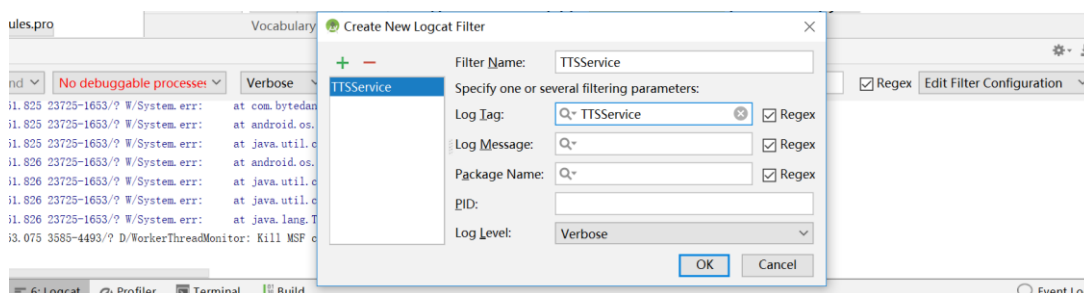 ules.pro
Vocabulary
Create New Logcat Filter
nd
No debuggable processes
Verbose
Regex
Edit Filter Configuration
TTSService
Filter Name: TTSService
Specify one or several filtering parameters:
Log Tag: TTSService Regex
Log Message: Regex
Package Name: Regex
PID:
Log Level: Verbose
OK Cancel
51.825 23725-1653/? W/System.err: at com.bytedan
51.825 23725-1653/? W/System.err: at android.os.
51.825 23725-1653/? W/System.err: at java.util.c
51.826 23725-1653/? W/System.err: at android.os.
51.826 23725-1653/? W/System.err: at java.util.c
51.826 23725-1653/? W/System.err: at java.util.c
51.826 23725-1653/? W/System.err: at java.lang.T
53.075 3585-4493/? D/WorkerThreadMonitor: Kill MSF c
6: Logcat Profiler Terminal Build Event Lo